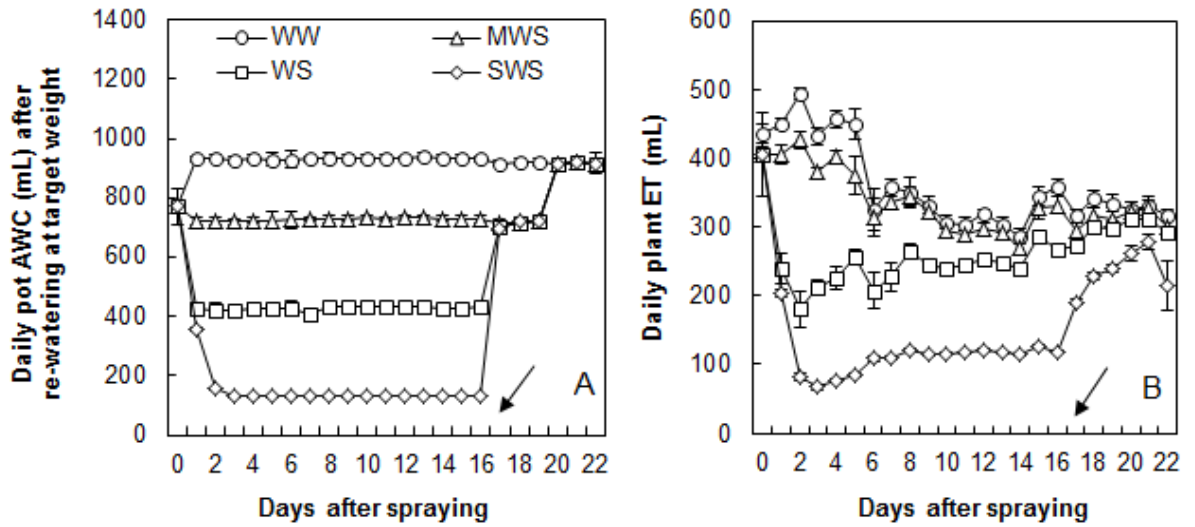 Daily pot AWC (mL) after
re-watering at target weight
1400
1200
1000
800
600
400
200
0
WW
MWS
WS
SWS
A
0 2 4 6 8 10 12 14 16 18 20 22
Days after spraying
Daily plant ET (mL)
600
500
400
300
200
100
0
B
0 2 4 6 8 10 12 14 16 18 20 22
Days after spraying